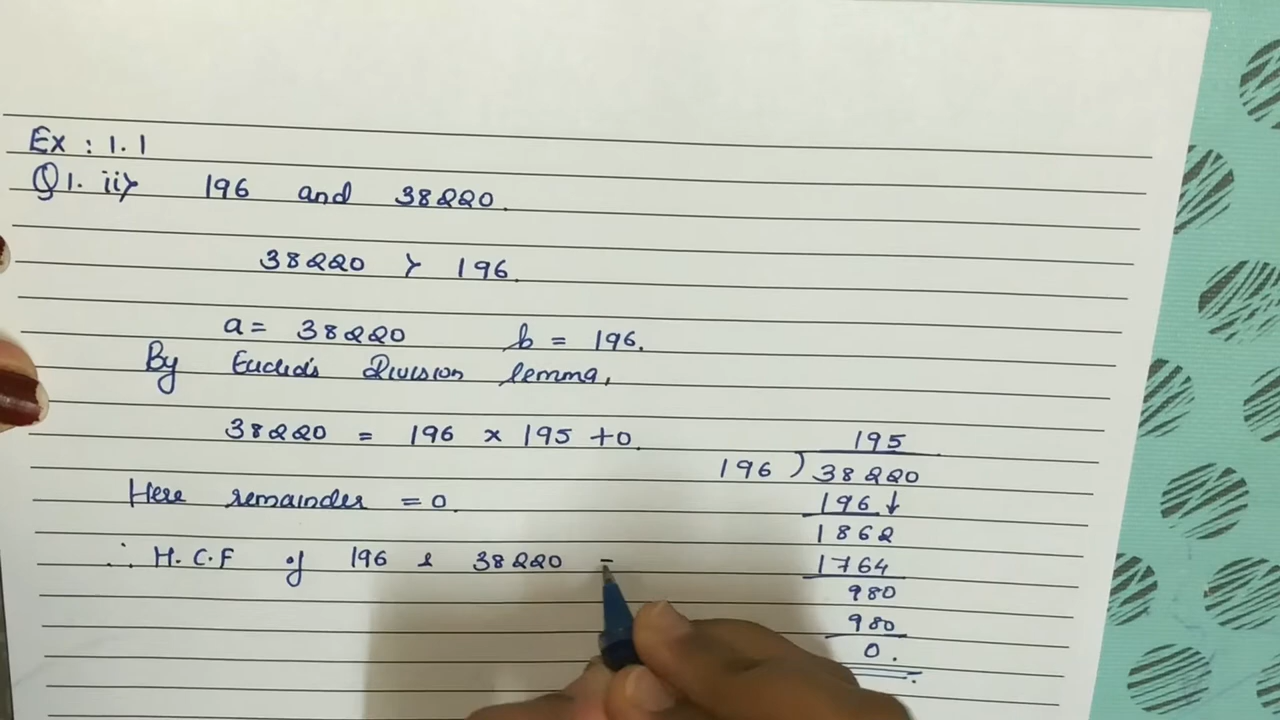 Ex : 1.1
Q1. ii> 196 and 38220.
38220 > 196.
a = 38220 b = 196.
By Euclid's Division lemma,
38220 = 196 x 195 + 0.
Here remainder = 0.
∴ H.C.F of 196 & 38220 -
195
196 ) 38220
196 ↓
1862
1764
980
980
0.